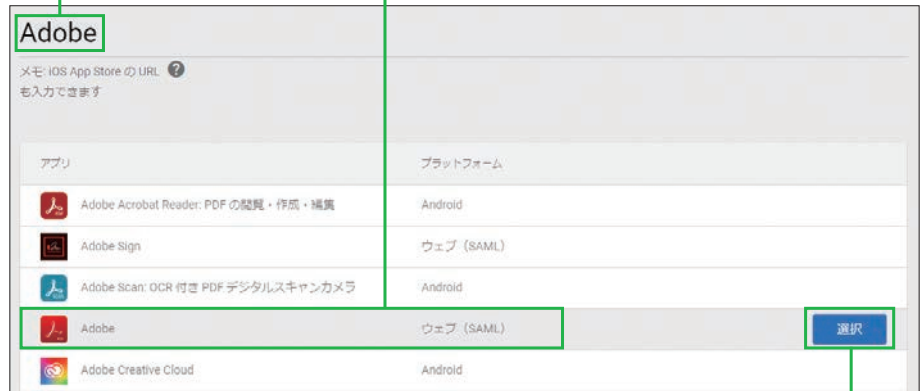 Adobe
メモ: iOS App Store の URL ?
も入力できます
アプリ プラットフォーム
Adobe Acrobat Reader: PDF の閲覧・作成・編集 Android
Adobe Sign ウェブ (SAML)
Adobe Scan: OCR 付き PDF デジタルスキャンカメラ Android
Adobe ウェブ (SAML) 選択
Adobe Creative Cloud Android